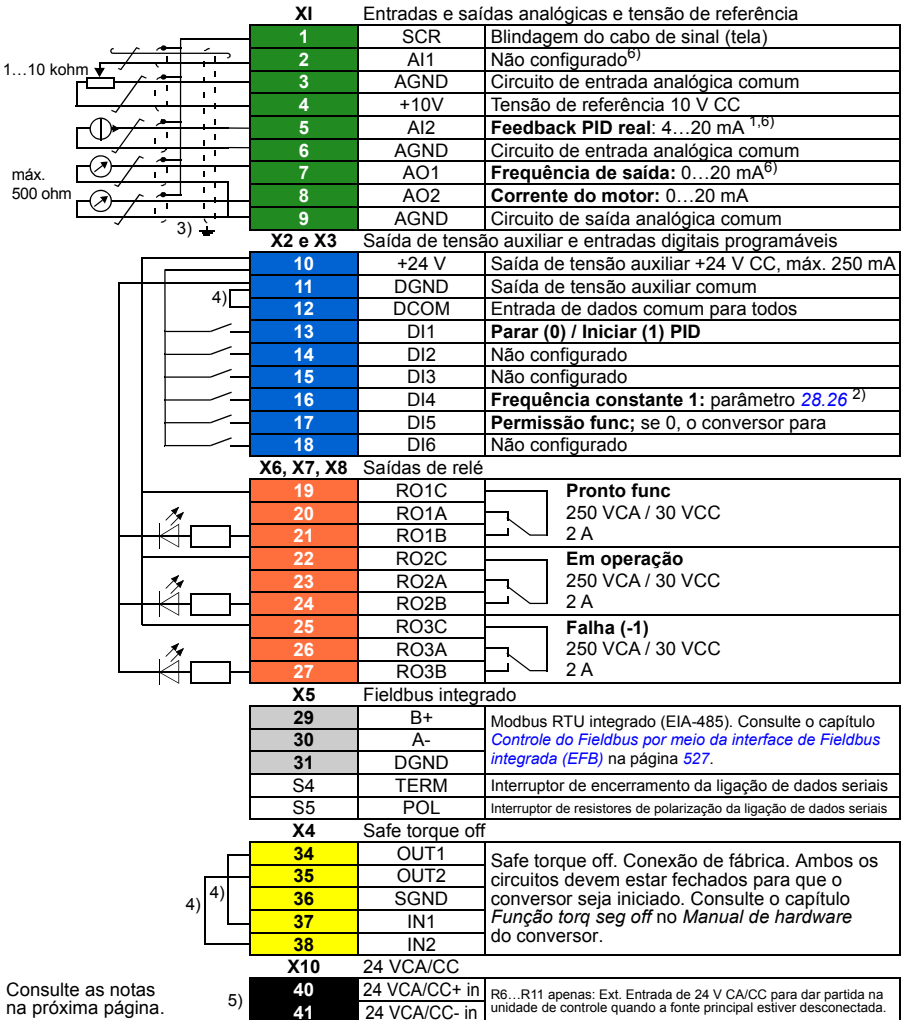 XI Entradas e saídas analógicas e tensão de referência
1 SCR Blindagem do cabo de sinal (tela)
2 AI1 Não configurado6)
1…10 kohm
3 AGND Circuito de entrada analógica comum
4 +10V Tensão de referência 10 V CC
5 AI2 Feedback PID real: 4…20 mA 1,6)
6 AGND Circuito de entrada analógica comum
7 AO1 Frequência de saída: 0…20 mA6)
máx.
500 ohm
8 AO2 Corrente do motor: 0…20 mA
9 AGND Circuito de saída analógica comum
3)
X2 e X3 Saída de tensão auxiliar e entradas digitais programáveis
10 +24 V Saída de tensão auxiliar +24 V CC, máx. 250 mA
11 DGND Saída de tensão auxiliar comum
4)
12 DCOM Entrada de dados comum para todos
13 DI1 Parar (0) / Iniciar (1) PID
14 DI2 Não configurado
15 DI3 Não configurado
16 DI4 Frequência constante 1: parâmetro 28.26 2)
17 DI5 Permissão func; se 0, o conversor para
18 DI6 Não configurado
X6, X7, X8 Saídas de relé
19 RO1C Pronto func
20 RO1A 250 VCA / 30 VCC
21 RO1B 2 A
22 RO2C Em operação
23 RO2A 250 VCA / 30 VCC
24 RO2B 2 A
25 RO3C Falha (-1)
26 RO3A 250 VCA / 30 VCC
27 RO3B 2 A
X5 Fieldbus integrado
29 B+
30 A-
31 DGND
Modbus RTU integrado (EIA-485). Consulte o capítulo
Controle do Fieldbus por meio da interface de Fieldbus
integrada (EFB) na página 527.
S4 TERM Interruptor de encerramento da ligação de dados seriais
S5 POL Interruptor de resistores de polarização da ligação de dados seriais
X4 Safe torque off
34 OUT1
35 OUT2
36 SGND
37 IN1
38 IN2
4)
4)
Safe torque off. Conexão de fábrica. Ambos os
circuitos devem estar fechados para que o
conversor seja iniciado. Consulte o capítulo
Função torq seg off no Manual de hardware
do conversor.
X10 24 VCA/CC
40 24 VCA/CC+ in
41 24 VCA/CC- in
5)
R6…R11 apenas: Ext. Entrada de 24 V CA/CC para dar partida na
unidade de controle quando a fonte principal estiver desconectada.
Consulte as notas
na próxima página.